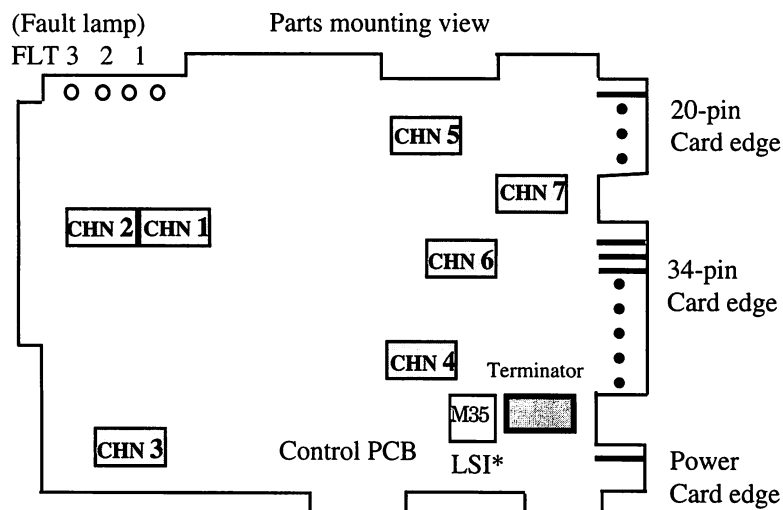 (Fault lamp)
Parts mounting view
FLT 3 2 1
20-pin
Card edge
CHN 5
CHN 7
CHN 2
CHN 1
CHN 6
34-pin
Card edge
CHN 4
Terminator
M35
CHN 3
Control PCB
LSI*
Power
Card edge